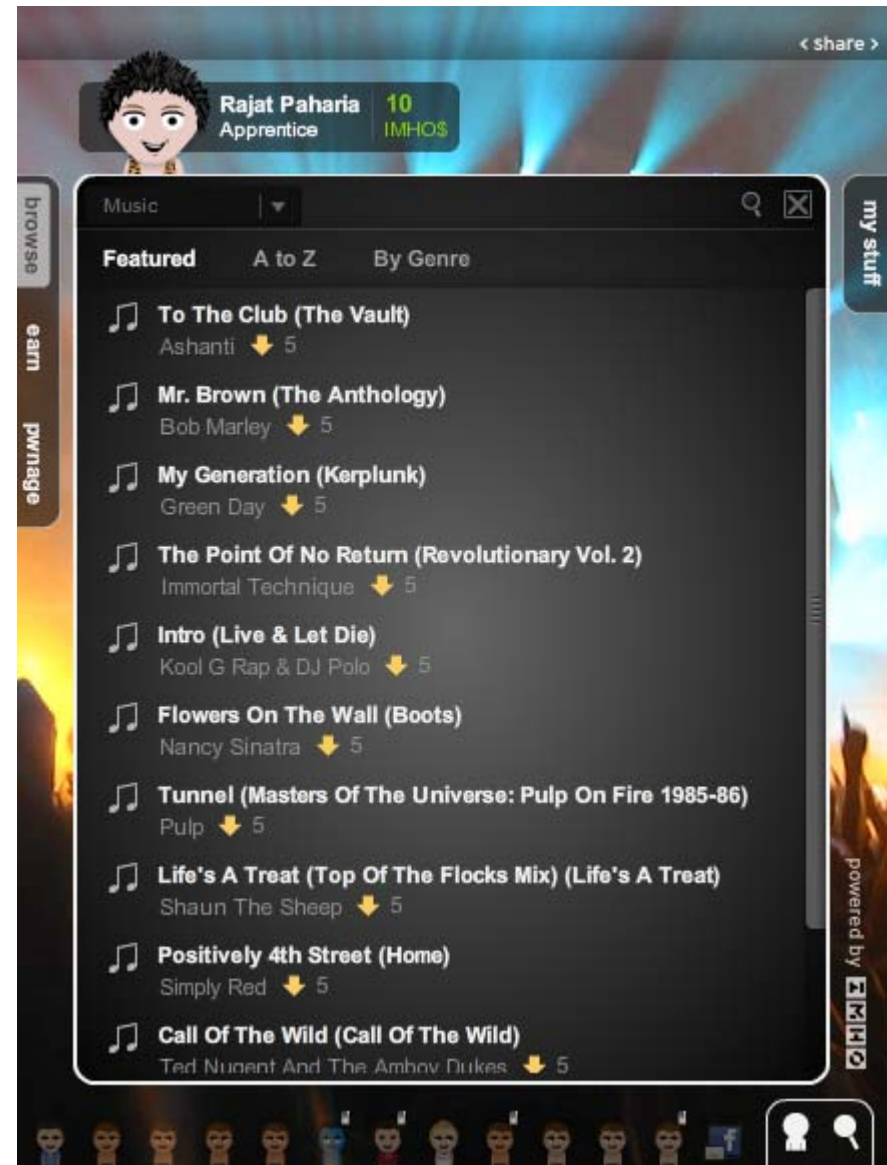 < share >
Rajat Paharia
Apprentice
10
IMHO$
browse
earn
pwnage
my stuff
Music
Featured
A to Z
By Genre
To The Club (The Vault)
Ashanti 5
Mr. Brown (The Anthology)
Bob Marley 5
My Generation (Kerplunk)
Green Day 5
The Point Of No Return (Revolutionary Vol. 2)
Immortal Technique 5
Intro (Live & Let Die)
Kool G Rap & DJ Polo 5
Flowers On The Wall (Boots)
Nancy Sinatra 5
Tunnel (Masters Of The Universe: Pulp On Fire 1985-86)
Pulp 5
Life's A Treat (Top Of The Flocks Mix) (Life's A Treat)
Shaun The Sheep 5
Positively 4th Street (Home)
Simply Red 5
Call Of The Wild (Call Of The Wild)
Ted Nugent And The Amboy Dukes 5
powered by IMHO
f